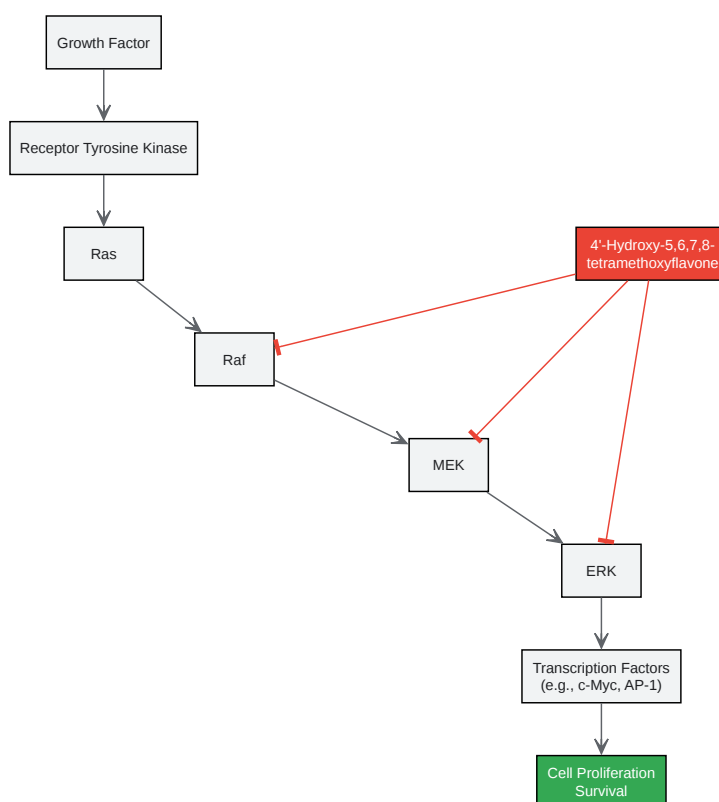 Growth Factor
Receptor Tyrosine Kinase
Ras
4'-Hydroxy-5,6,7,8-
tetramethoxyflavone
Raf
MEK
ERK
Transcription Factors
(e.g., c-Myc, AP-1)
Cell Proliferation
Survival